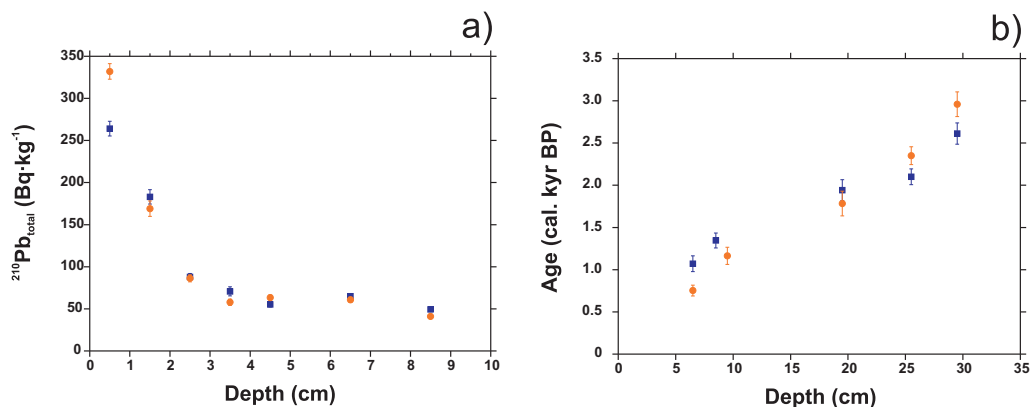 a)
350
300
250
200
150
100
50
0
0 1 2 3 4 5 6 7 8 9 10
²¹⁰Pbtotal (Bq·kg⁻¹)
Depth (cm)
b)
3.5
3.0
2.5
2.0
1.5
1.0
0.5
0
0 5 10 15 20 25 30 35
Age (cal. kyr BP)
Depth (cm)